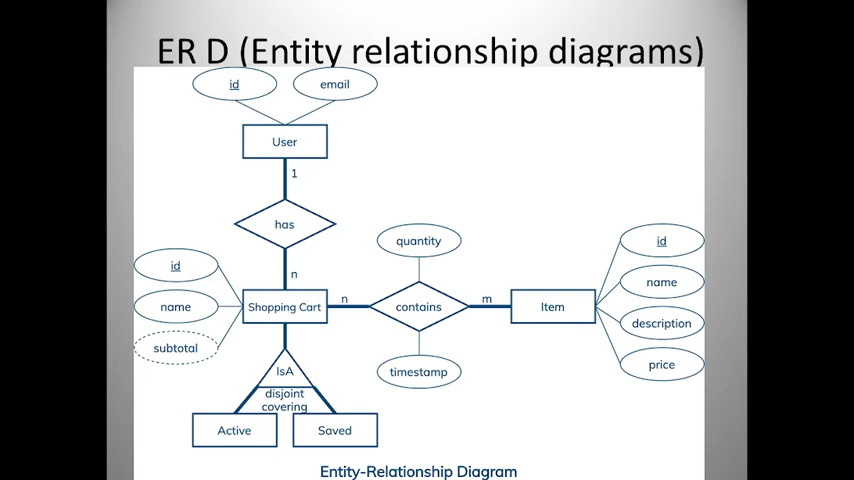 ER D (Entity relationship diagrams)
id
email
User
1
has
n
id
name
subtotal
Shopping Cart
n
quantity
contains
timestamp
m
Item
id
name
description
price
IsA
disjoint
covering
Active
Saved
Entity-Relationship Diagram